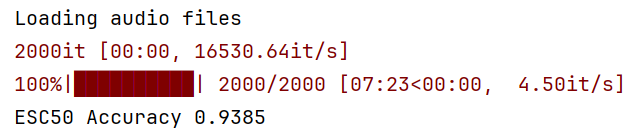 Loading audio files
2000it [00:00, 16530.64it/s]
100%|██████████| 2000/2000 [07:23<00:00,  4.50it/s]
ESC50 Accuracy 0.9385